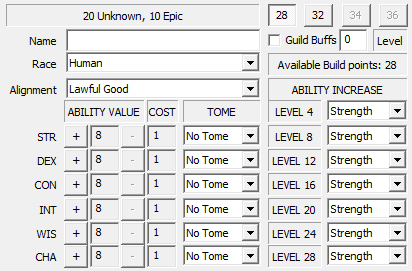 20 Unknown, 10 Epic
28 32 34 36
Name
Guild Buffs 0 Level
Race Human
Available Build points: 28
Alignment Lawful Good
ABILITY INCREASE
ABILITY VALUE COST TOME
LEVEL 4 Strength
STR + 8 - 1 No Tome
LEVEL 8 Strength
DEX + 8 - 1 No Tome
LEVEL 12 Strength
CON + 8 - 1 No Tome
LEVEL 16 Strength
INT + 8 - 1 No Tome
LEVEL 20 Strength
WIS + 8 - 1 No Tome
LEVEL 24 Strength
CHA + 8 - 1 No Tome
LEVEL 28 Strength